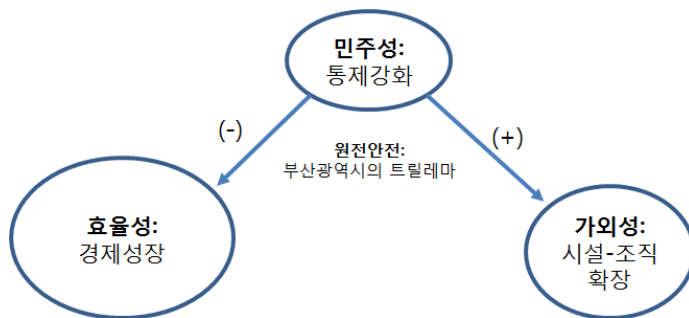 민주성:
통제강화
(-)
(+)
원전안전:
부산광역시의 트릴레마
효율성:
경제성장
가외성:
시설-조직
확장